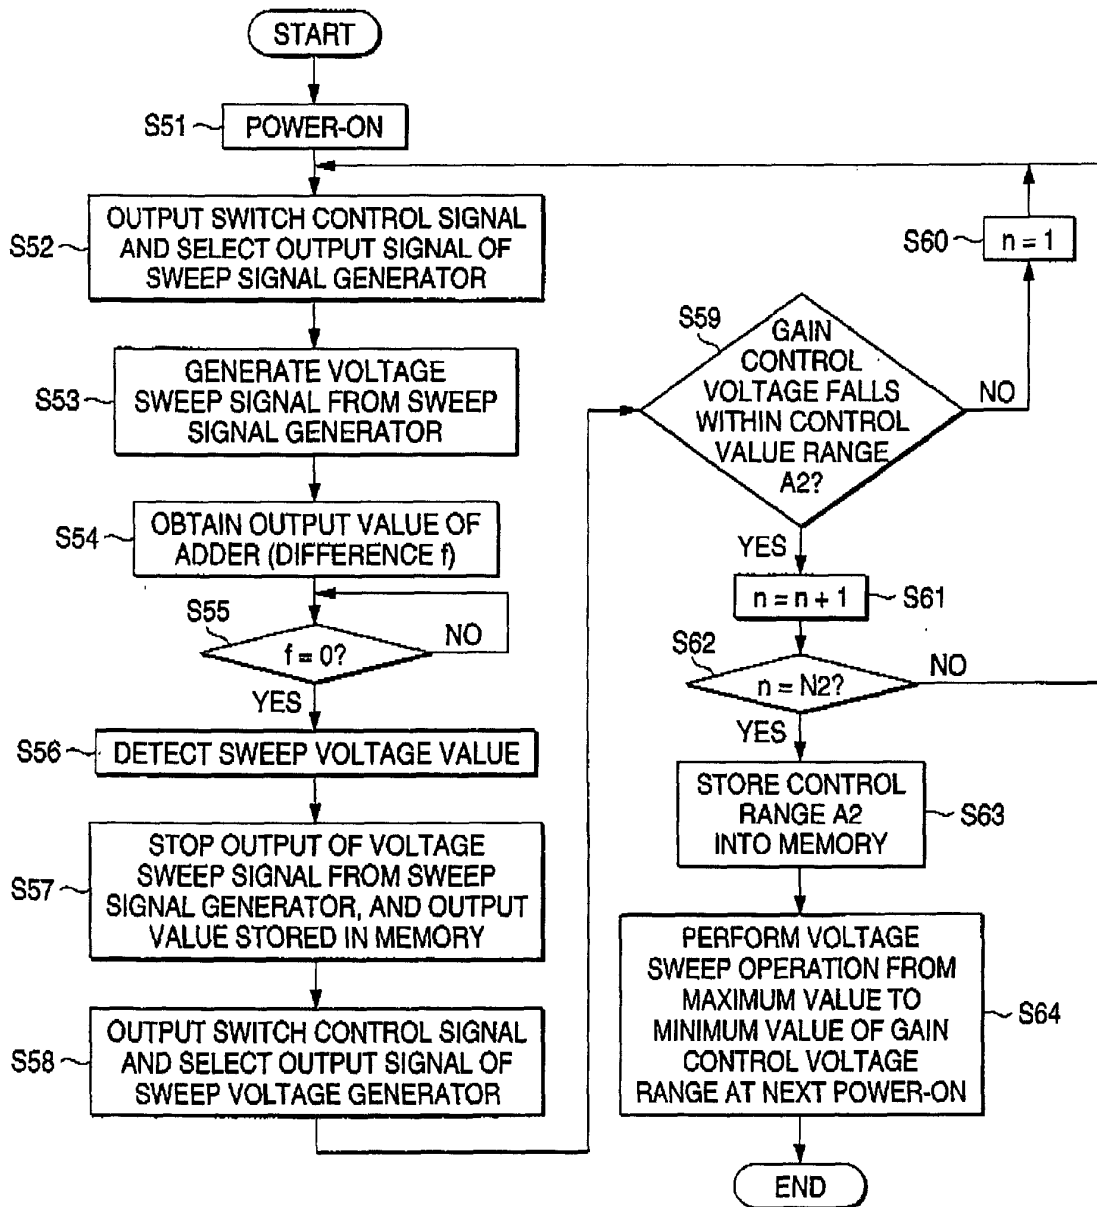 START
S51
POWER-ON
S52
OUTPUT SWITCH CONTROL SIGNAL
AND SELECT OUTPUT SIGNAL OF
SWEEP SIGNAL GENERATOR
S53
GENERATE VOLTAGE
SWEEP SIGNAL FROM SWEEP
SIGNAL GENERATOR
S54
OBTAIN OUTPUT VALUE OF
ADDER (DIFFERENCE f)
S55
f = 0?
NO
YES
S56
DETECT SWEEP VOLTAGE VALUE
S57
STOP OUTPUT OF VOLTAGE
SWEEP SIGNAL FROM SWEEP
SIGNAL GENERATOR, AND OUTPUT
VALUE STORED IN MEMORY
S58
OUTPUT SWITCH CONTROL SIGNAL
AND SELECT OUTPUT SIGNAL OF
SWEEP VOLTAGE GENERATOR
S59
GAIN
CONTROL
VOLTAGE FALLS
WITHIN CONTROL
VALUE RANGE
A2?
NO
S60
n = 1
YES
n = n + 1
S61
S62
n = N2?
NO
YES
STORE CONTROL
RANGE A2
INTO MEMORY
S63
PERFORM VOLTAGE
SWEEP OPERATION FROM
MAXIMUM VALUE TO
MINIMUM VALUE OF GAIN
CONTROL VOLTAGE
RANGE AT NEXT POWER-ON
S64
END